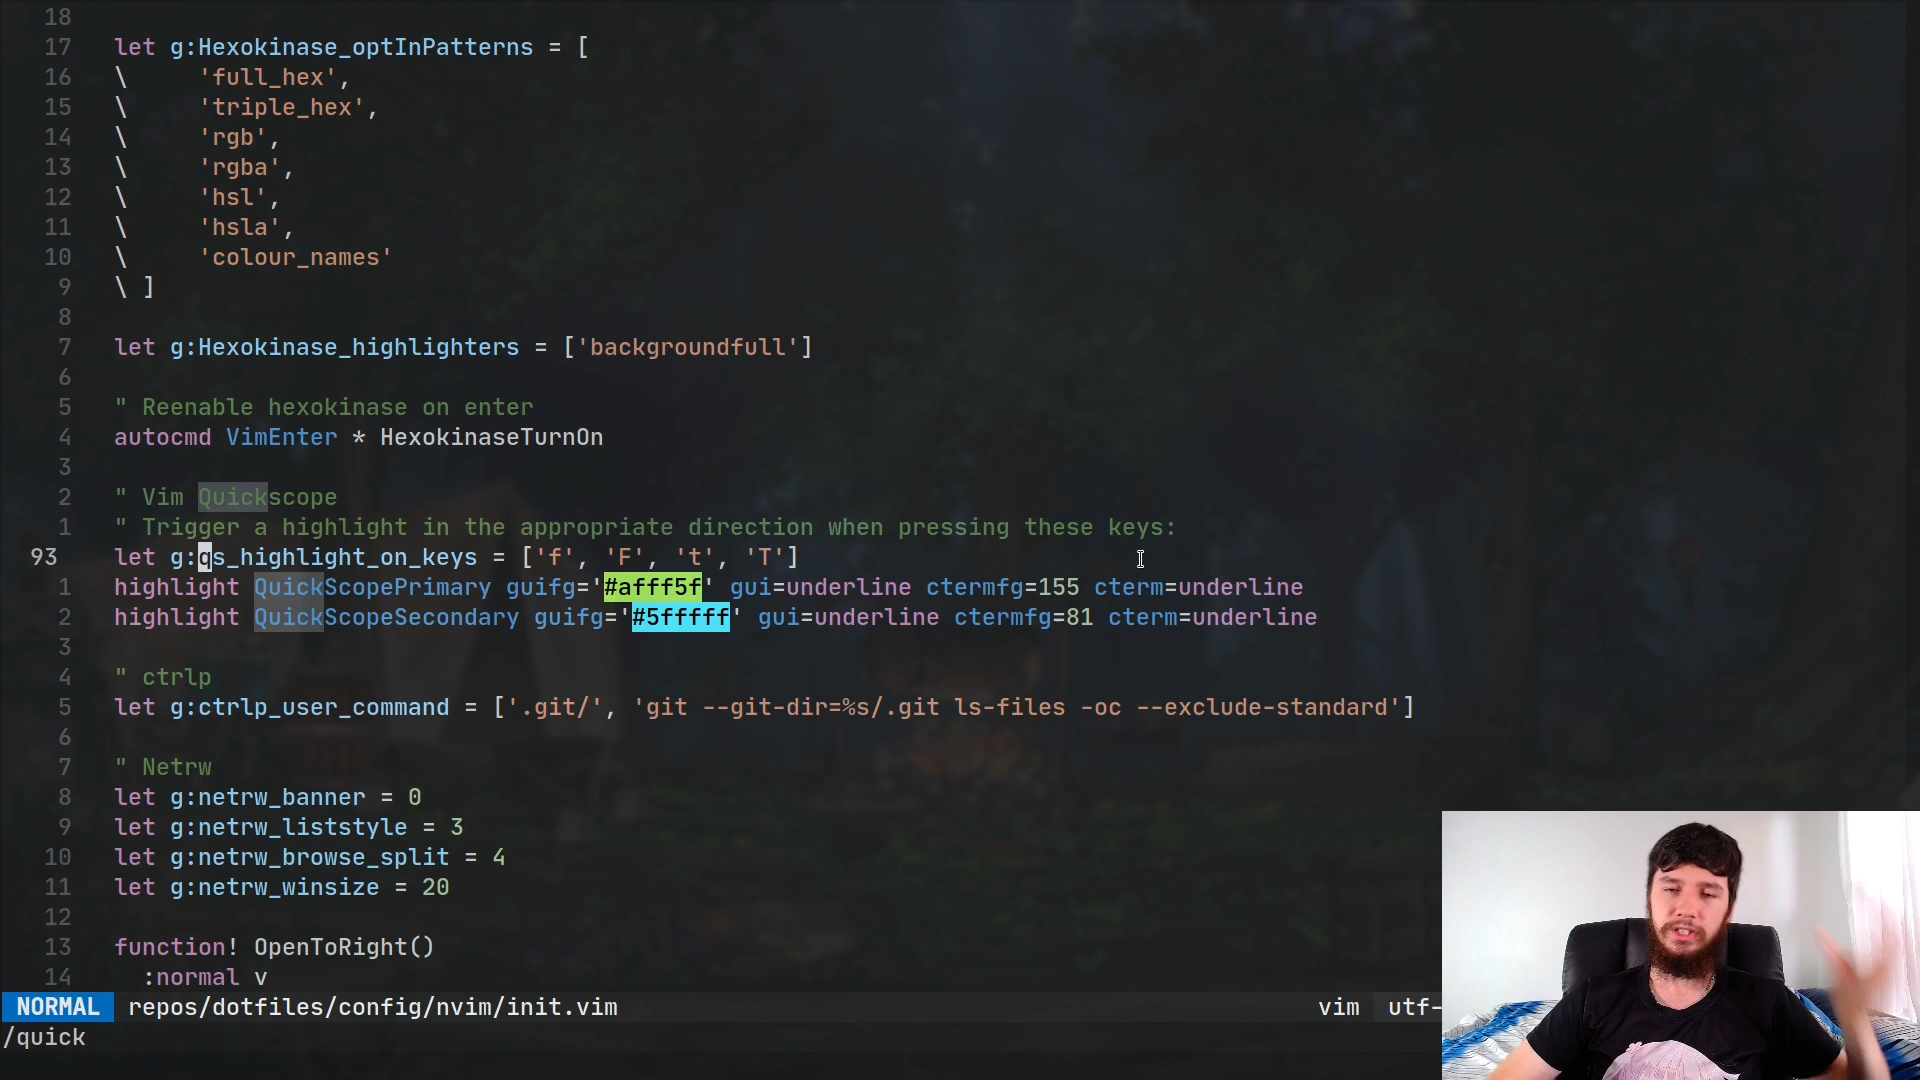 18
17 let g:Hexokinase_optInPatterns = [
16 \     'full_hex',
15 \     'triple_hex',
14 \     'rgb',
13 \     'rgba',
12 \     'hsl',
11 \     'hsla',
10 \     'colour_names'
9 \ ]
8
7 let g:Hexokinase_highlighters = ['backgroundfull']
6
5 " Reenable hexokinase on enter
4 autocmd VimEnter * HexokinaseTurnOn
3
2 " Vim Quickscope
1 " Trigger a highlight in the appropriate direction when pressing these keys:
93 let g:qs_highlight_on_keys = ['f', 'F', 't', 'T']
1 highlight QuickScopePrimary guifg='#afff5f' gui=underline ctermfg=155 cterm=underline
2 highlight QuickScopeSecondary guifg='#5fffff' gui=underline ctermfg=81 cterm=underline
3
4 " ctrlp
5 let g:ctrlp_user_command = ['.git/', 'git --git-dir=%s/.git ls-files -oc --exclude-standard']
6
7 " Netrw
8 let g:netrw_banner = 0
9 let g:netrw_liststyle = 3
10 let g:netrw_browse_split = 4
11 let g:netrw_winsize = 20
12
13 function! OpenToRight()
14   :normal v
NORMAL repos/dotfiles/config/nvim/init.vim vim utf-
/quick